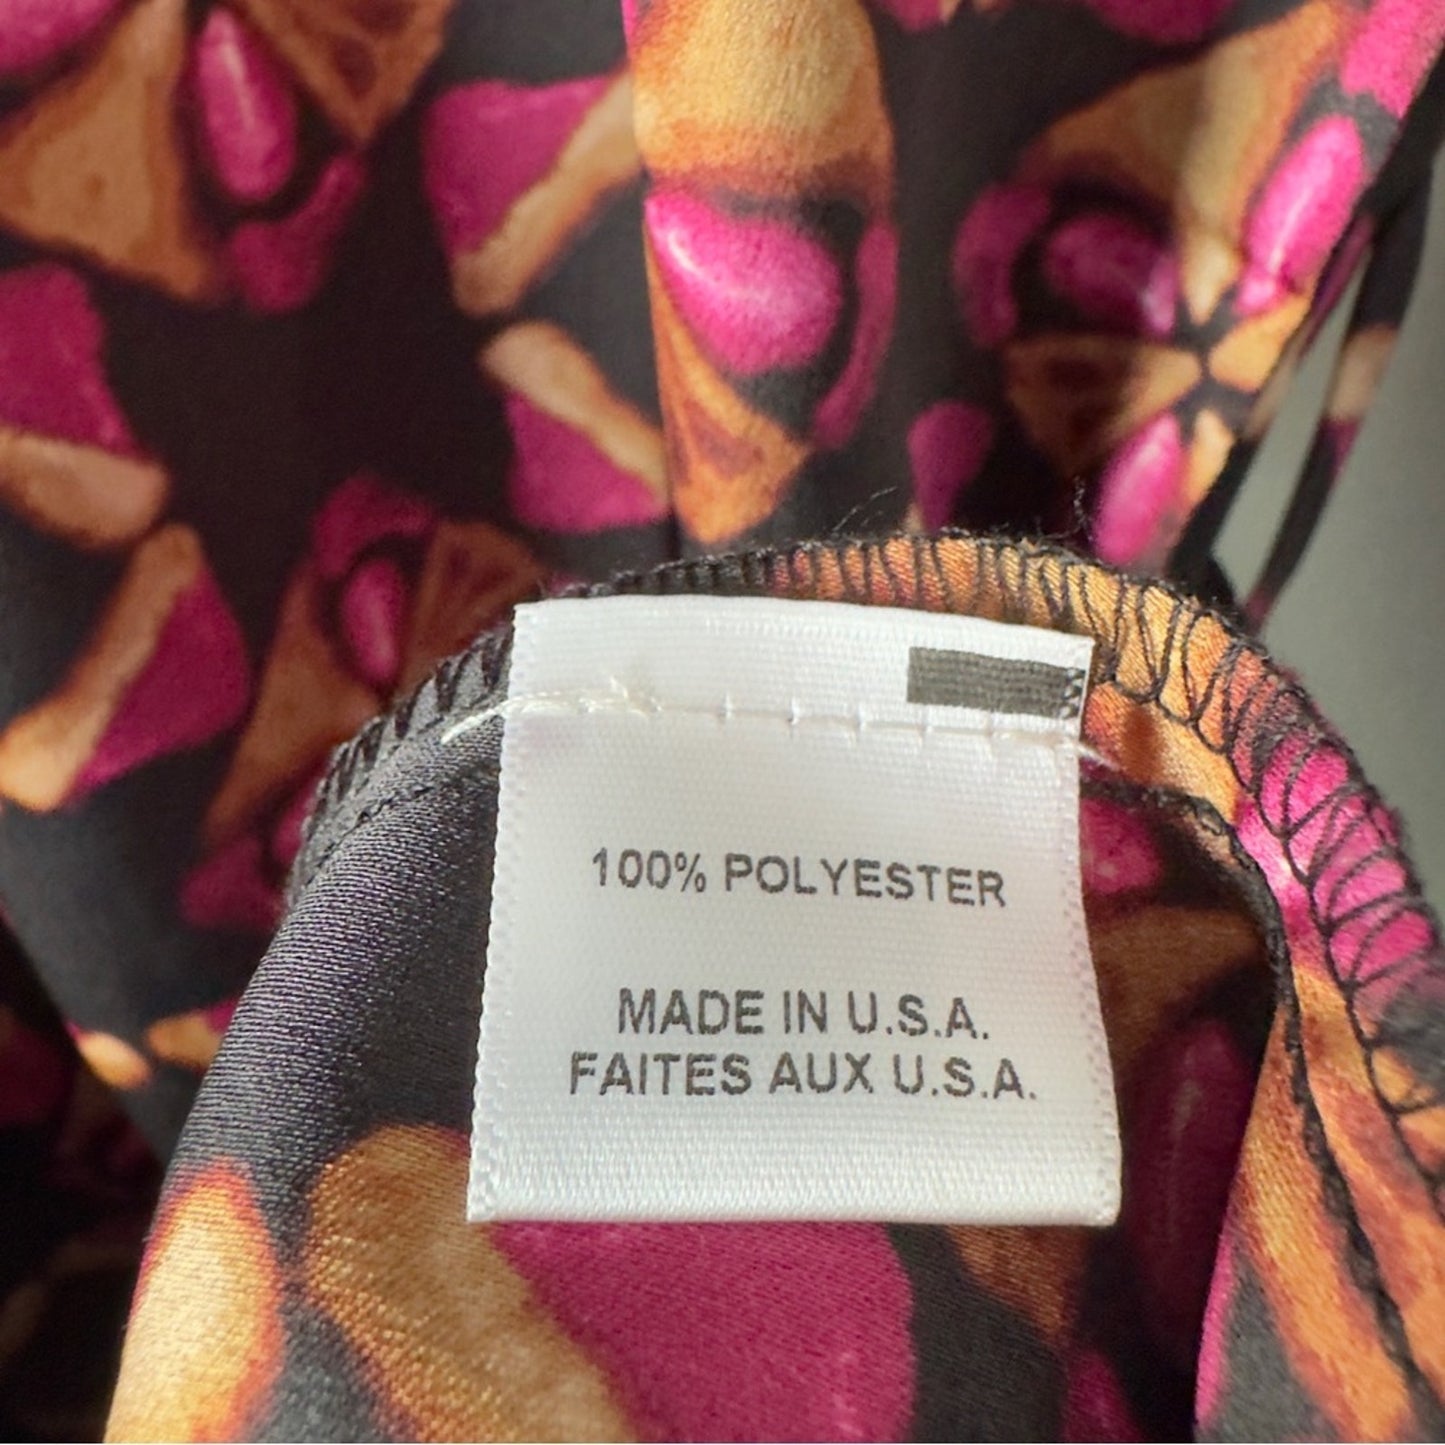 100% POLYESTER
MADE IN U.S.A.
FAITES AUX U.S.A.